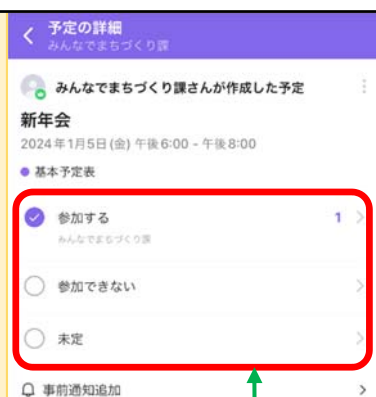 予定の詳細
みんなでまちづくり課
みんなでまちづくり課さんが作成した予定
新年会
2024年1月5日(金) 午後6:00 - 午後8:00
基本予定表
参加する 1
みんなでまちづくり課
参加できない
未定
事前通知追加